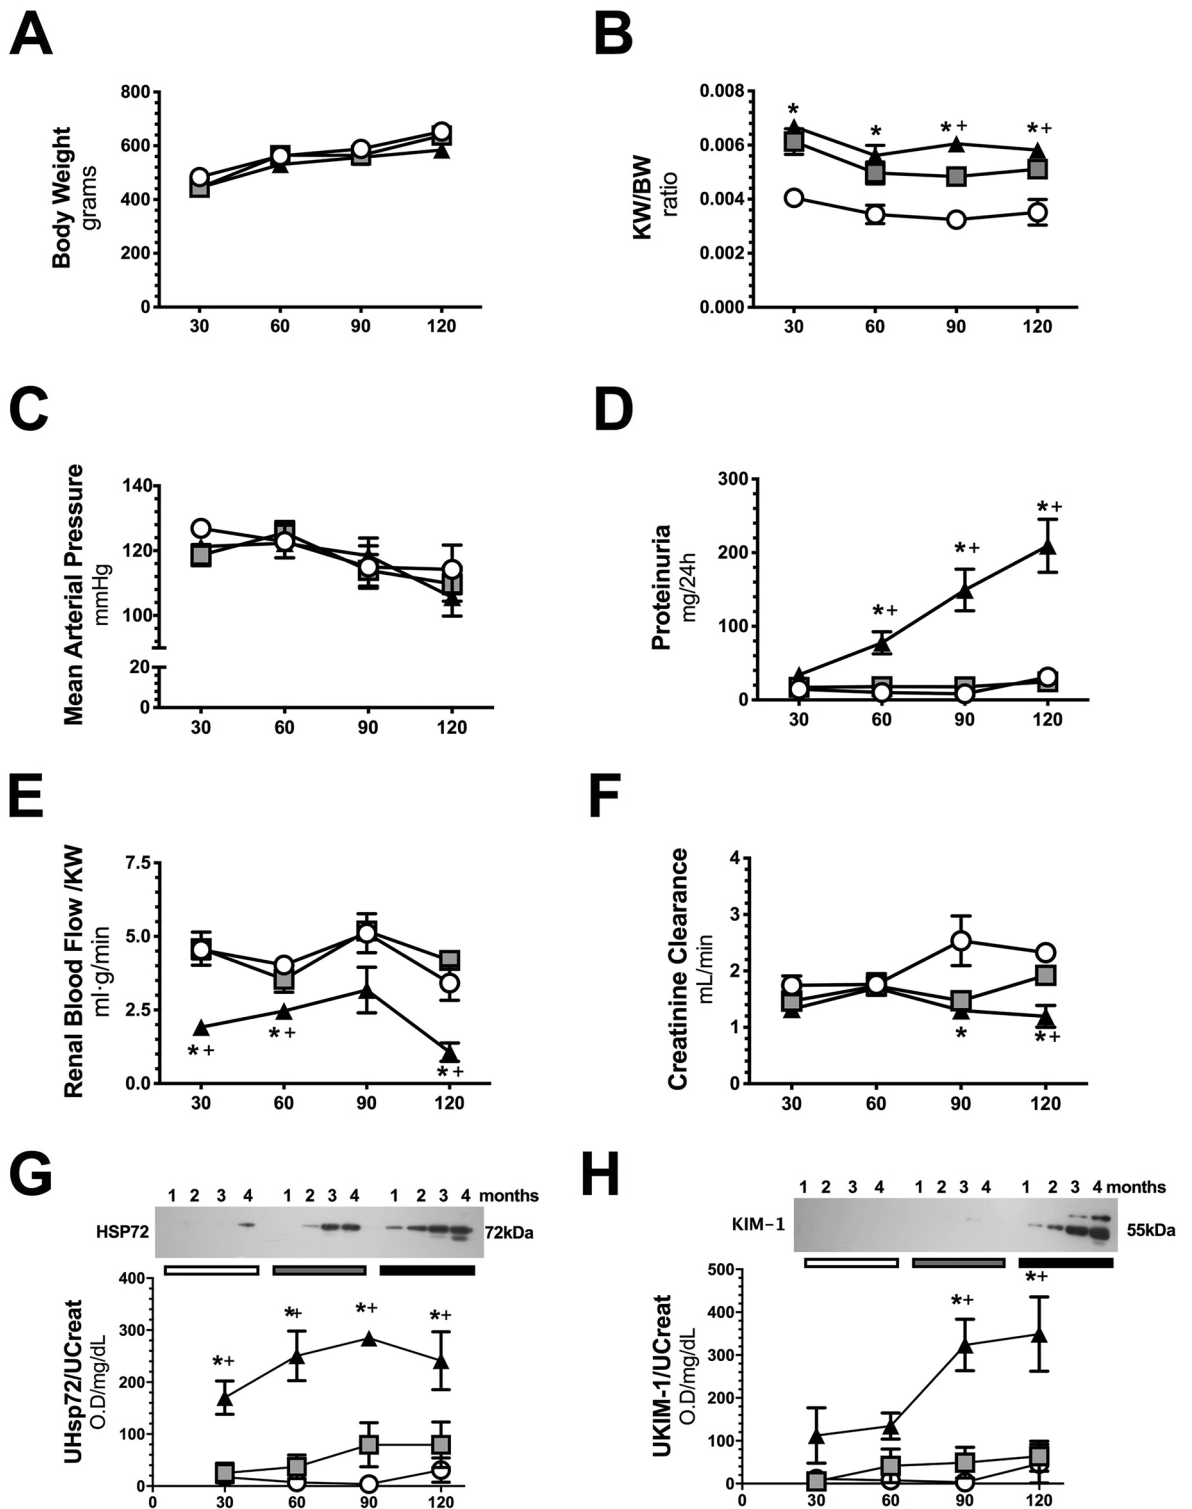 A
B
800
600
400
200
0
Body Weight
grams
30 60 90 120
0.008
0.006
0.004
0.002
0.000
KW/BW
ratio
* * *+ *+
30 60 90 120
C
D
140
120
100
20
0
Mean Arterial Pressure
mmHg
30 60 90 120
300
200
100
0
Proteinuria
mg/24h
*+ *+ *+
30 60 90 120
E
F
7.5
5.0
2.5
0.0
Renal Blood Flow /KW
ml·g/min
*+ *+ *+
30 60 90 120
4
3
2
1
0
Creatinine Clearance
mL/min
* *+
30 60 90 120
G
H
1 2 3 4 1 2 3 4 1 2 3 4 months
HSP72
72kDa
400
300
200
100
0
UHsp72/UCreat
O.D/mg/dL
*+ *+ *+ *+
0 30 60 90 120
1 2 3 4 1 2 3 4 1 2 3 4 months
KIM-1
55kDa
500
400
300
200
100
0
UKIM-1/UCreat
O.D/mg/dL
*+ *+
0 30 60 90 120